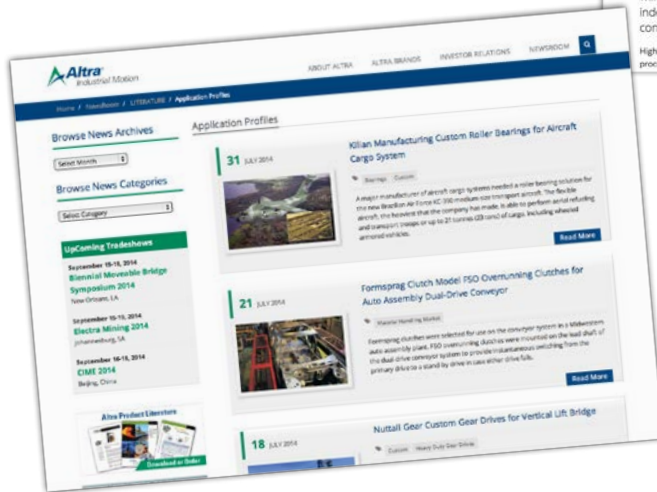 inde
con
High
proc
Altra
Industrial Motion
ABOUT ALTRA ALTRA BRANDS INVESTOR RELATIONS NEWSROOM
Home / NewsRoom / LITERATURE / Application Profiles
Browse News Archives
Select Month
Browse News Categories
Select Category
UpComing Tradeshows
September 15-18, 2014
Biennial Moveable Bridge
Symposium 2014
New Orleans, LA
September 15-19, 2014
Electra Mining 2014
Johannesburg, SA
September 16-19, 2014
CIME 2014
Beijing, China
Altra Product Literature
Download or Order
Application Profiles
31 JULY 2014
Kilian Manufacturing Custom Roller Bearings for Aircraft
Cargo System
Bearings Custom
A major manufacturer of aircraft cargo systems needed a roller bearing solution for
the new Brazilian Air Force KC-390 medium size transport aircraft. The flexible
aircraft, the heaviest that the company has made, is able to perform aerial refueling
and transport troops or up to 21 tonnes (23 tons) of cargo, including wheeled
armored vehicles.
Read More
21 JULY 2014
Formsprag Clutch Model FSO Overrunning Clutches for
Auto Assembly Dual-Drive Conveyor
Material Handling Market
Formsprag clutches were selected for use on the conveyor system in a Midwestern
auto assembly plant. FSO overrunning clutches were mounted on the lead shaft of
the dual-drive conveyor system to provide instantaneous switching from the
primary drive to a stand-by drive in case either drive fails.
Read More
18 JULY 2014
Nuttall Gear Custom Gear Drives for Vertical Lift Bridge
Custom Heavy Duty Gear Drives